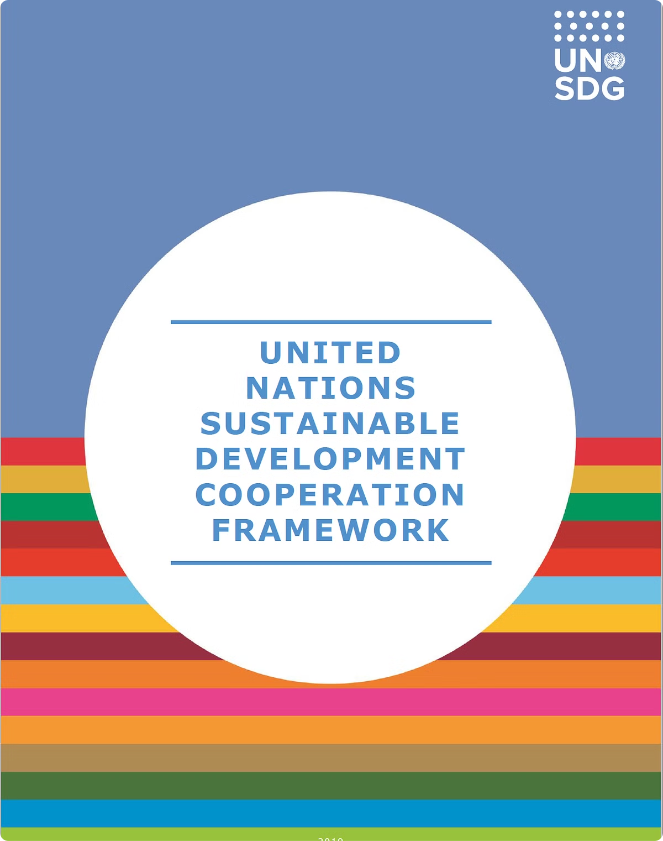 UN
SDG
UNITED
NATIONS
SUSTAINABLE
DEVELOPMENT
COOPERATION
FRAMEWORK